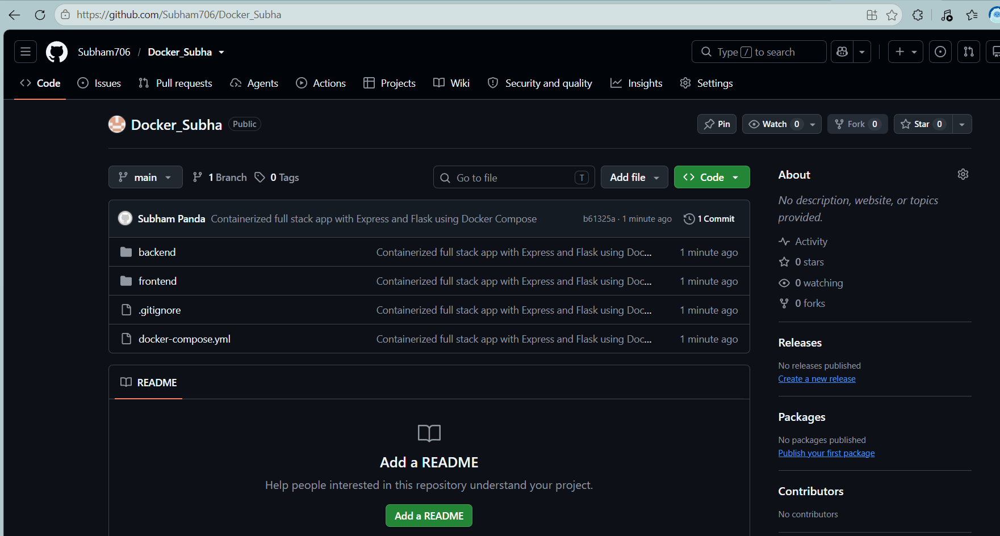 https://github.com/Subham706/Docker_Subha
Subham706 / Docker_Subha
Type / to search
Code Issues Pull requests Agents Actions Projects Wiki Security and quality Insights Settings
Docker_Subha Public
Pin Watch 0 Fork 0 Star 0
main 1 Branch 0 Tags Go to file T Add file Code
Subham Panda Containerized full stack app with Express and Flask using Docker Compose b61325a · 1 minute ago 1 Commit
backend Containerized full stack app with Express and Flask using Doc... 1 minute ago
frontend Containerized full stack app with Express and Flask using Doc... 1 minute ago
.gitignore Containerized full stack app with Express and Flask using Doc... 1 minute ago
docker-compose.yml Containerized full stack app with Express and Flask using Doc... 1 minute ago
README
Add a README
Help people interested in this repository understand your project.
Add a README
About
No description, website, or topics
provided.
Activity
0 stars
0 watching
0 forks
Releases
No releases published
Create a new release
Packages
No packages published
Publish your first package
Contributors
No contributors